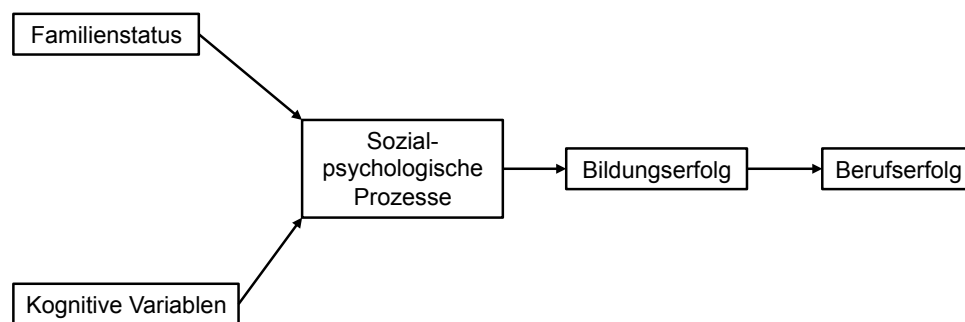 Familienstatus
Sozial-
psychologische
Prozesse
Bildungserfolg
Berufserfolg
Kognitive Variablen